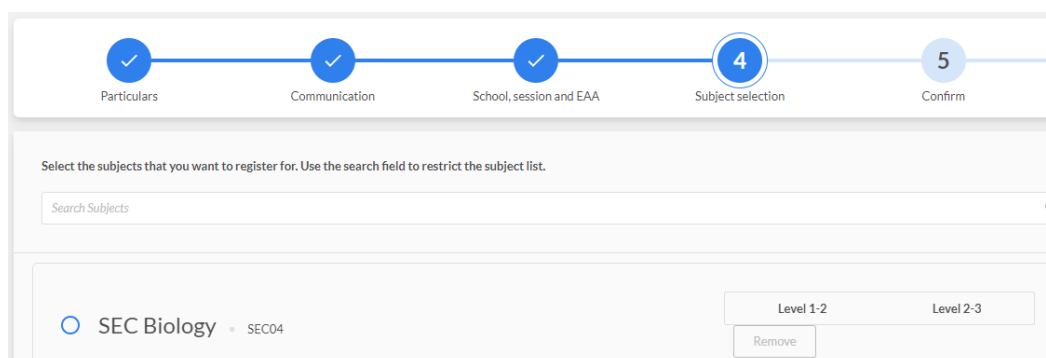 4
5
Particulars
Communication
School, session and EAA
Subject selection
Confirm
Select the subjects that you want to register for. Use the search field to restrict the subject list.
Search Subjects
SEC Biology SEC04
Level 1-2
Level 2-3
Remove